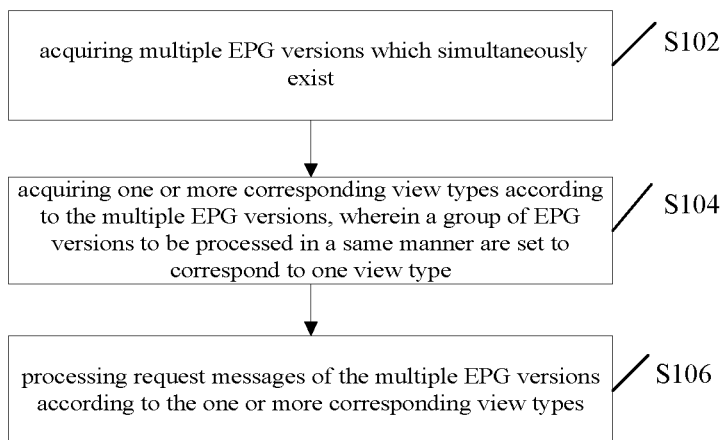 acquiring multiple EPG versions which simultaneously
exist
S102
acquiring one or more corresponding view types according
to the multiple EPG versions, wherein a group of EPG
versions to be processed in a same manner are set to
correspond to one view type
S104
processing request messages of the multiple EPG versions
according to the one or more corresponding view types
S106